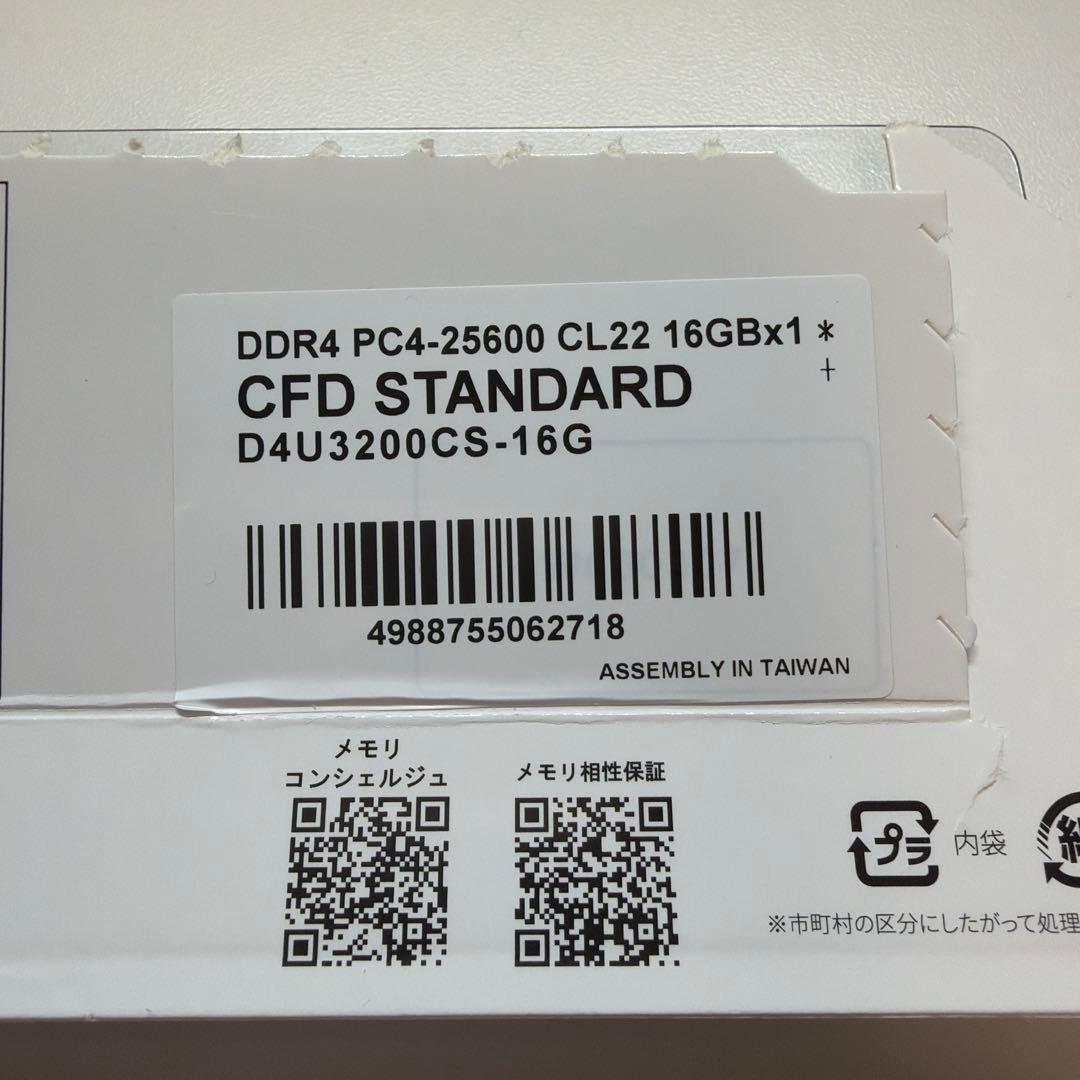 DDR4 PC4-25600 CL22 16GBx1 *
+
CFD STANDARD
D4U3200CS-16G
4988755062718
ASSEMBLY IN TAIWAN
メモリ
コンシェルジュ
メモリ相性保証
プラ
内袋
※市町村の区分にしたがって処理